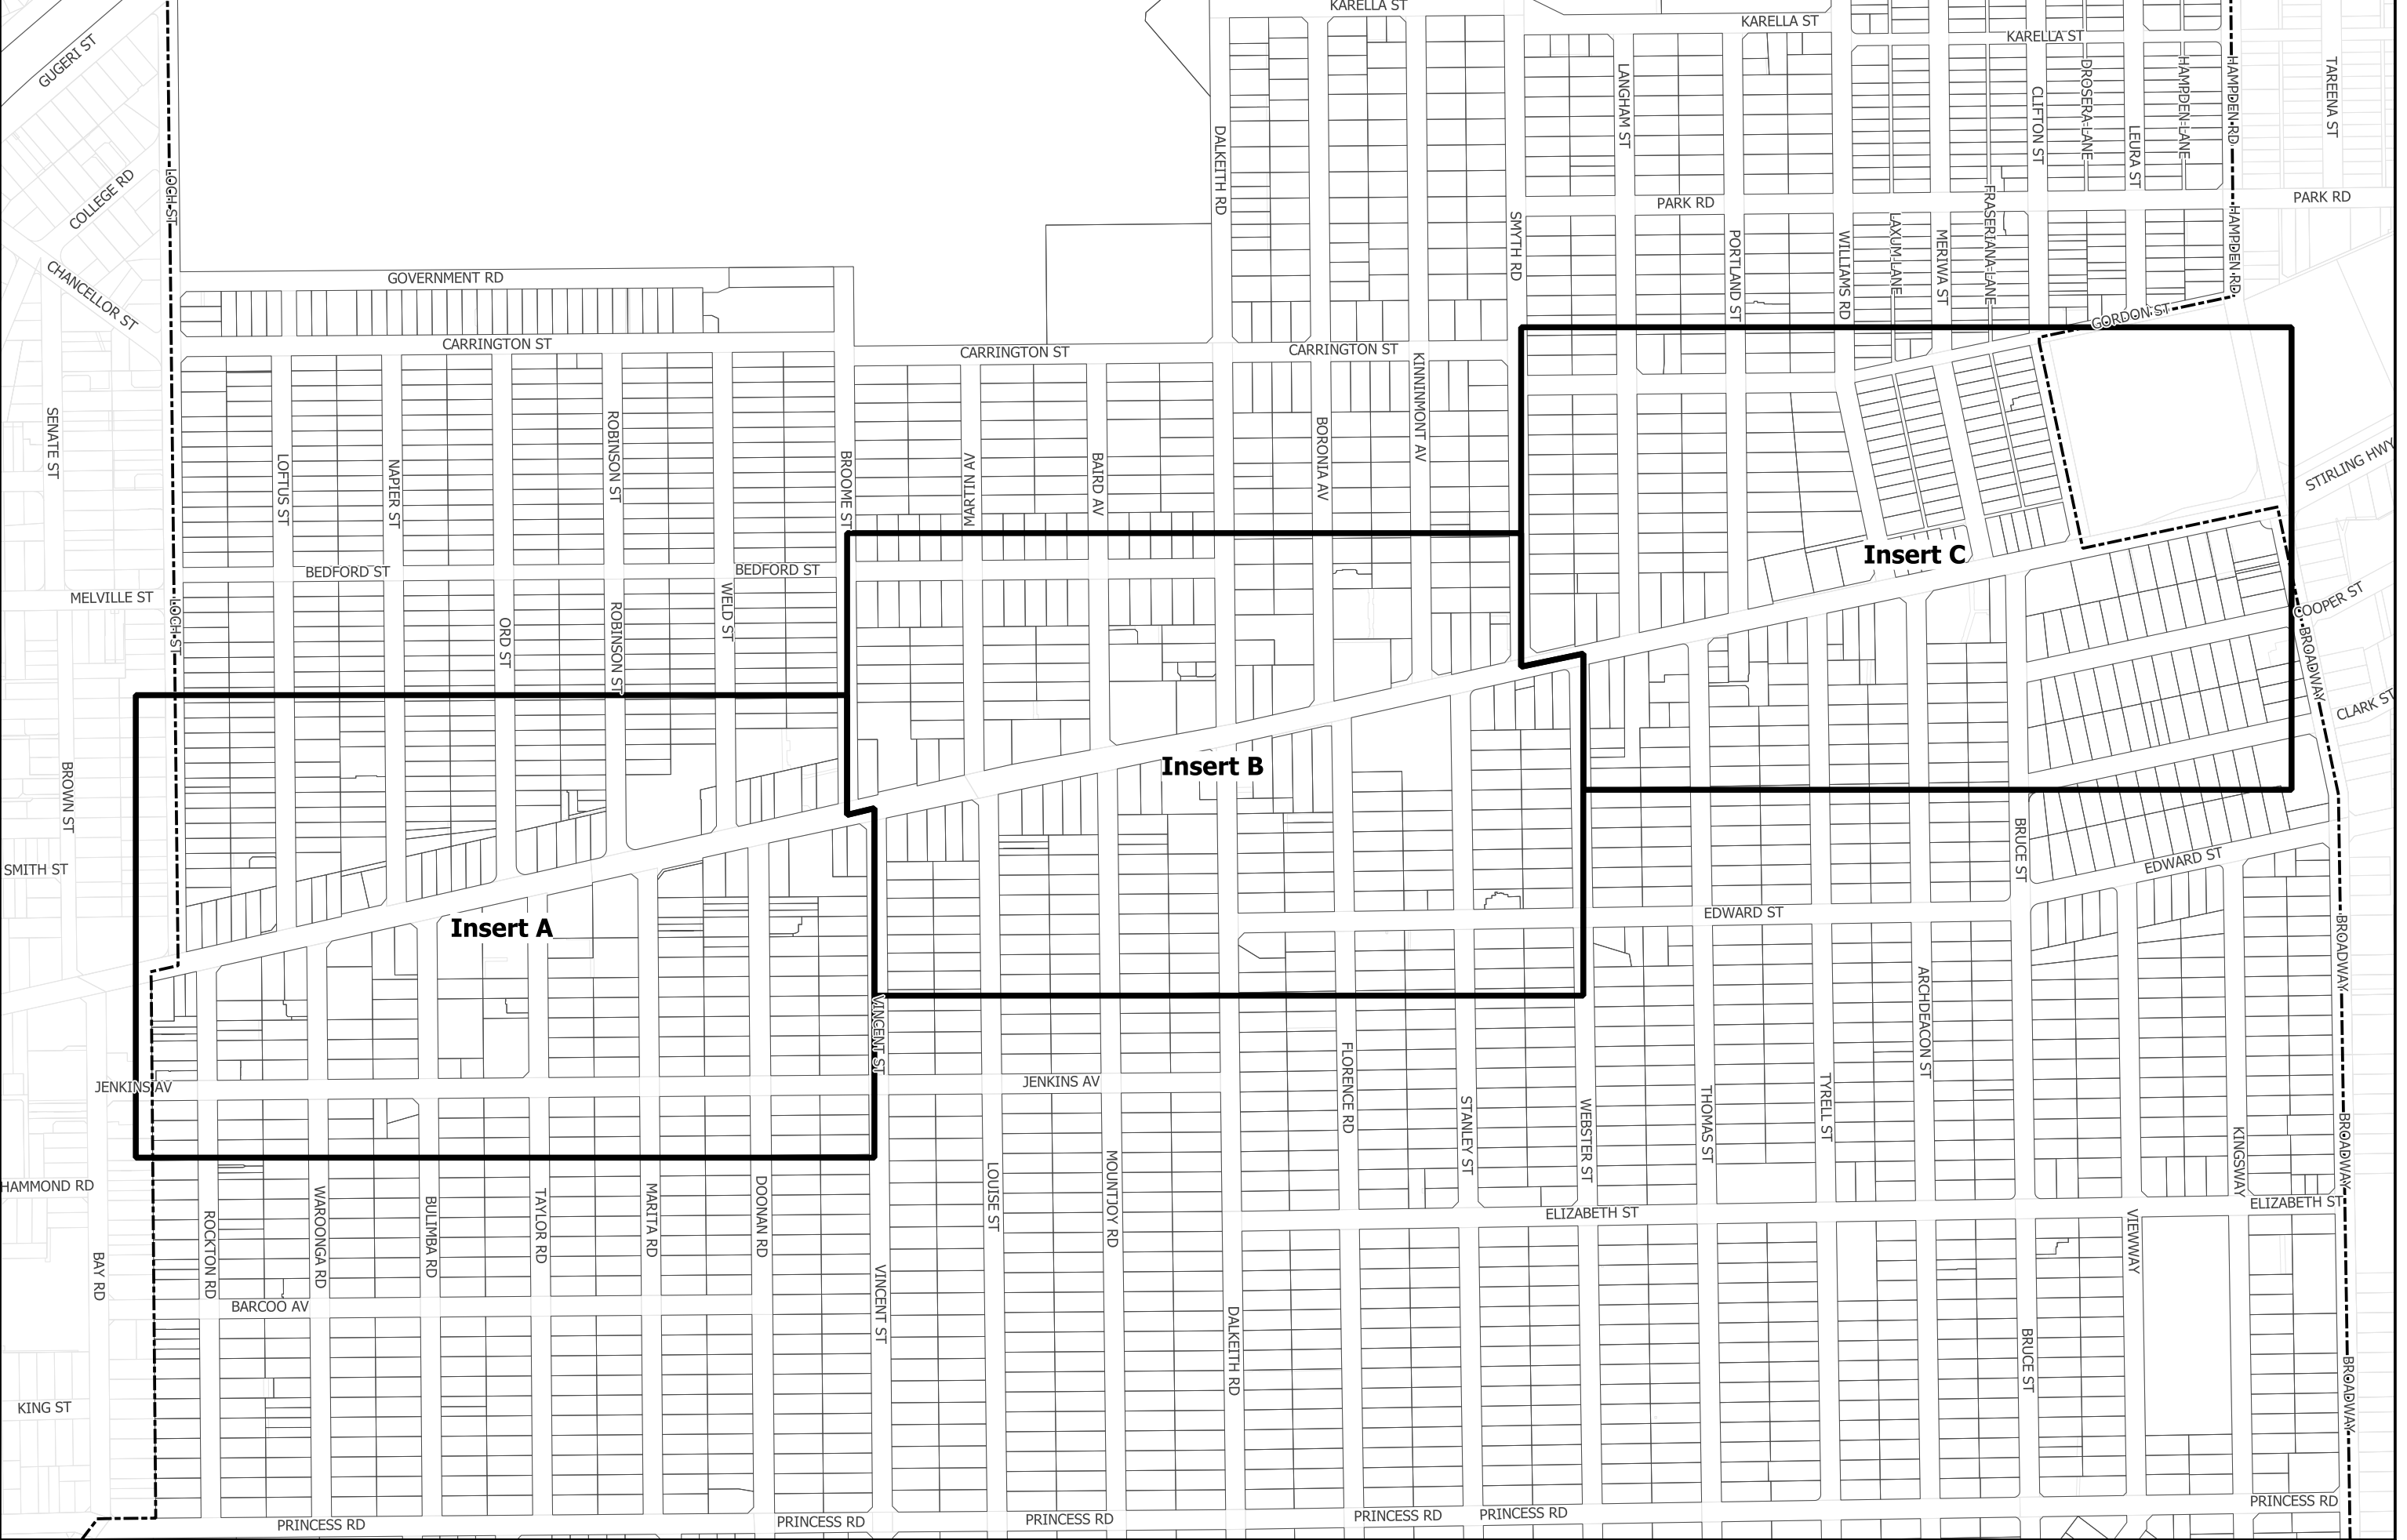 KARELLA ST
KARELLA ST
KARELLA ST
GUGERI ST
COLLEGE RD
CHANCELLOR ST
LOCH ST
DALKEITH RD
LANGHAM ST
SMYTH RD
CLIFTON ST
DROSERA LANE
LEURA ST
HAMPDEN LANE
HAMPDEN RD
TAREENA ST
PARK RD
PARK RD
PORTLAND ST
WILLIAMS RD
LAXUM LANE
MERIWA ST
FRASERIANA LANE
HAMPDEN RD
GORDON ST
GOVERNMENT RD
CARRINGTON ST
CARRINGTON ST
CARRINGTON ST
KINNINMONT AV
SENATE ST
LOFTUS ST
NAPIER ST
ROBINSON ST
BROOME ST
MARTIN AV
BAIRD AV
BORONIA AV
STIRLING HWY
Insert C
BEDFORD ST
BEDFORD ST
MELVILLE ST
LOCH ST
ORD ST
ROBINSON ST
WELD ST
COOPER ST
BROADWAY
CLARK ST
Insert B
BROWN ST
SMITH ST
BRUCE ST
EDWARD ST
EDWARD ST
Insert A
BROADWAY
ARCHDEACON ST
VINCENT ST
JENKINS AV
JENKINS AV
FLORENCE RD
STANLEY ST
WEBSTER ST
THOMAS ST
TYRELL ST
KINGSWAY
BROADWAY
HAMMOND RD
ROCKTON RD
WAROONGA RD
BULIMBA RD
TAYLOR RD
MARITA RD
DOONAN RD
LOUISE ST
MOUNTJOY RD
ELIZABETH ST
ELIZABETH ST
VIEWWAY
BAY RD
VINCENT ST
BARCOO AV
DALKEITH RD
BRUCE ST
BROADWAY
KING ST
PRINCESS RD
PRINCESS RD
PRINCESS RD
PRINCESS RD
PRINCESS RD
PRINCESS RD